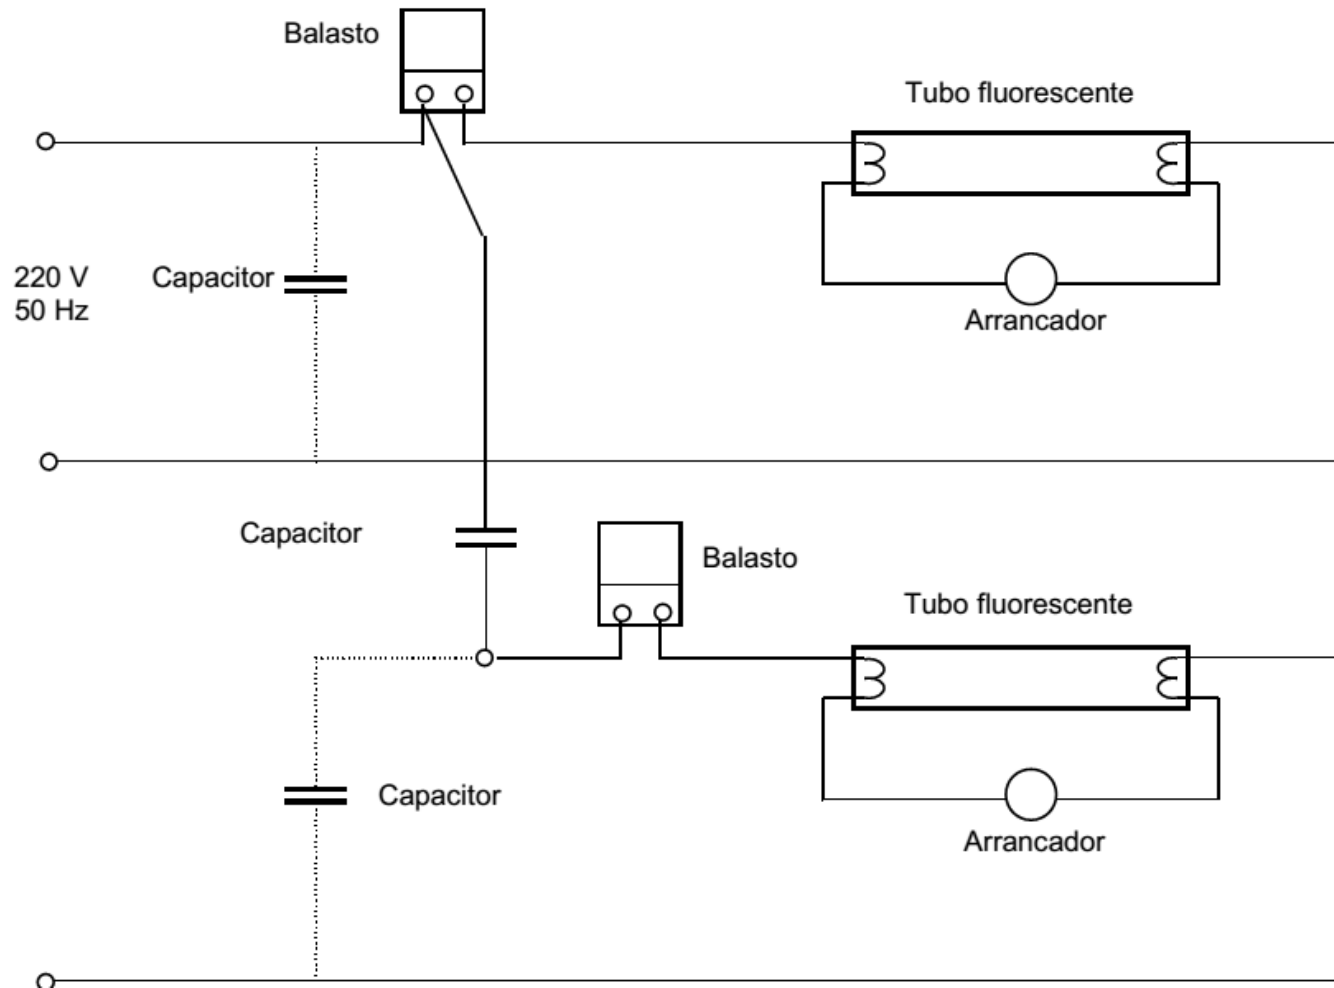 Balasto
Tubo fluorescente
220 V
50 Hz
Capacitor
Arrancador
Capacitor
Balasto
Tubo fluorescente
Capacitor
Arrancador